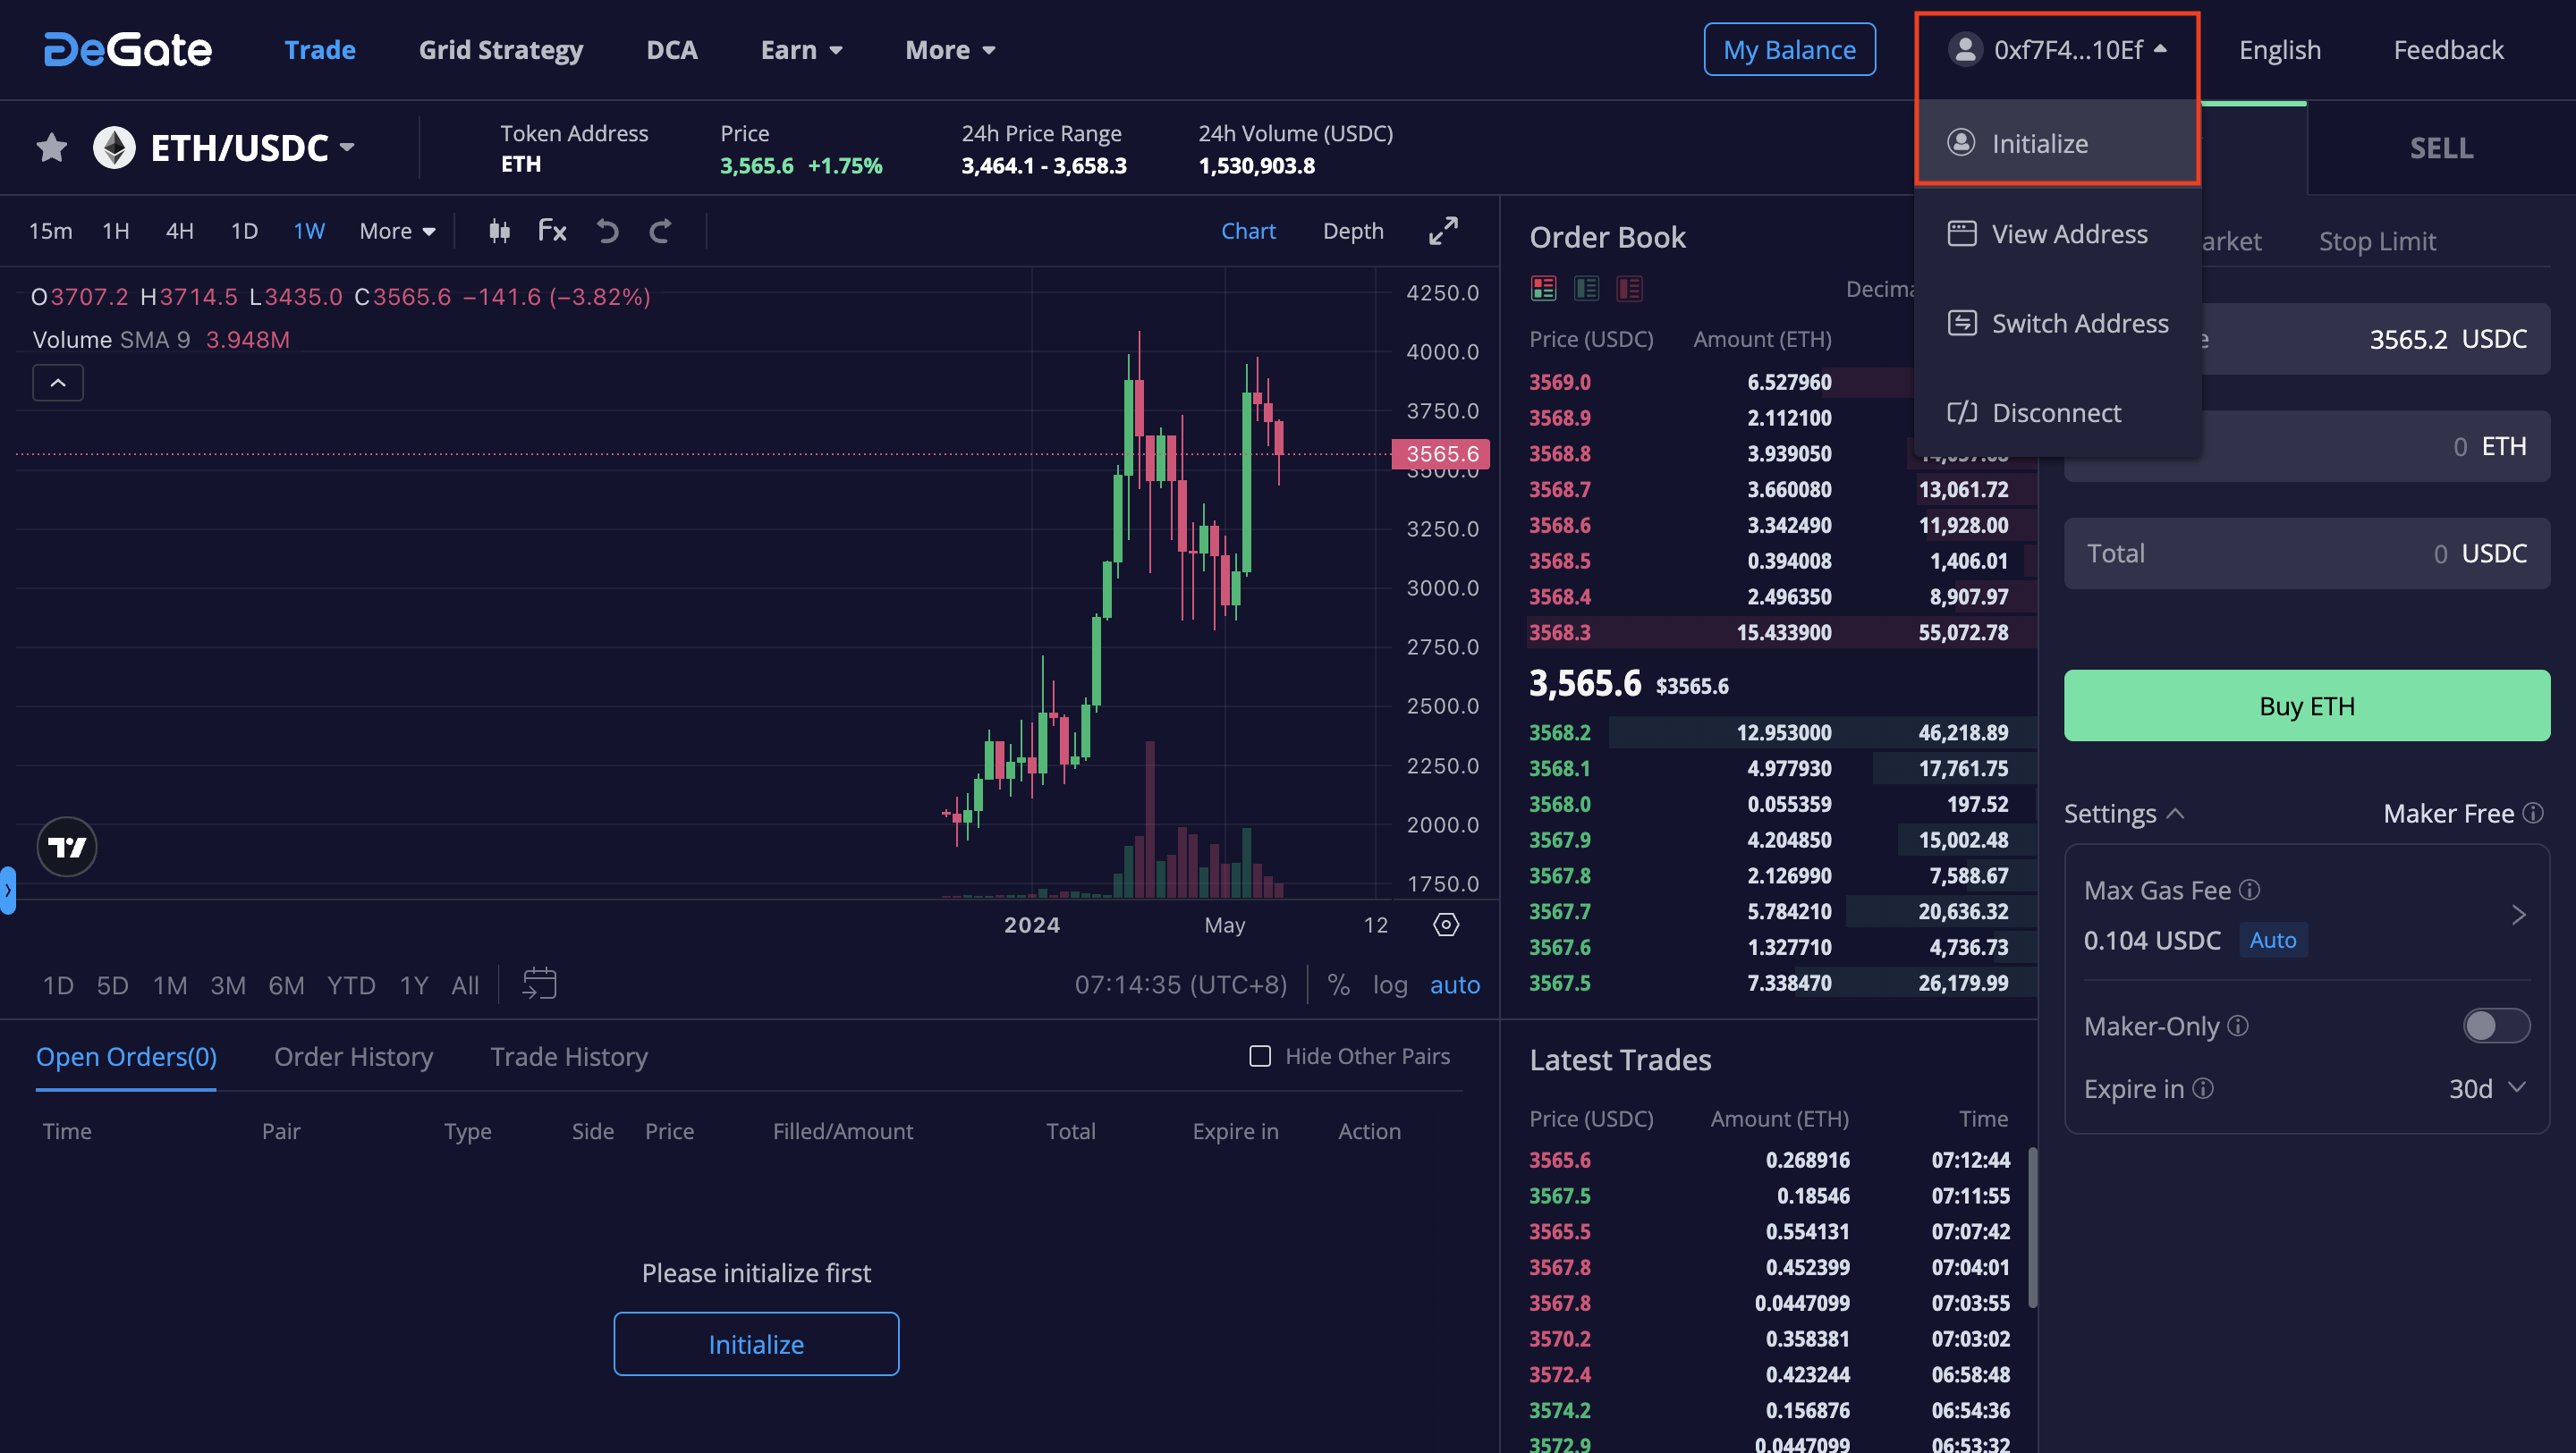 DeGate Trade Grid Strategy DCA Earn More My Balance 0xf7F4...10Ef English Feedback
ETH/USDC
Token Address
ETH
Price
3,565.6 +1.75%
24h Price Range
3,464.1 - 3,658.3
24h Volume (USDC)
1,530,903.8
Initialize
View Address
Switch Address
Disconnect
SELL
15m 1H 4H 1D 1W More Fx Chart Depth
O3707.2 H3714.5 L3435.0 C3565.6 −141.6 (−3.82%)
Volume SMA 9 3.948M
4250.0
4000.0
3750.0
3565.6
3500.0
3250.0
3000.0
2750.0
2500.0
2250.0
2000.0
1750.0
2024 May 12
1D 5D 1M 3M 6M YTD 1Y All 07:14:35 (UTC+8) % log auto
Open Orders(0) Order History Trade History Hide Other Pairs
Time Pair Type Side Price Filled/Amount Total Expire in Action
Please initialize first
Initialize
Order Book
Decima
Price (USDC) Amount (ETH)
3569.0 6.527960
3568.9 2.112100
3568.8 3.939050
3568.7 3.660080 13,061.72
3568.6 3.342490 11,928.00
3568.5 0.394008 1,406.01
3568.4 2.496350 8,907.97
3568.3 15.433900 55,072.78
3,565.6 $3565.6
3568.2 12.953000 46,218.89
3568.1 4.977930 17,761.75
3568.0 0.055359 197.52
3567.9 4.204850 15,002.48
3567.8 2.126990 7,588.67
3567.7 5.784210 20,636.32
3567.6 1.327710 4,736.73
3567.5 7.338470 26,179.99
Latest Trades
Price (USDC) Amount (ETH) Time
3565.6 0.268916 07:12:44
3567.5 0.18546 07:11:55
3565.5 0.554131 07:07:42
3567.8 0.452399 07:04:01
3567.8 0.0447099 07:03:55
3570.2 0.358381 07:03:02
3572.4 0.423244 06:58:48
3574.2 0.156876 06:54:36
3572.9 0.0447099 06:53:32
arket Stop Limit
e 3565.2 USDC
0 ETH
Total 0 USDC
Buy ETH
Settings Maker Free
Max Gas Fee
0.104 USDC Auto
Maker-Only
Expire in 30d